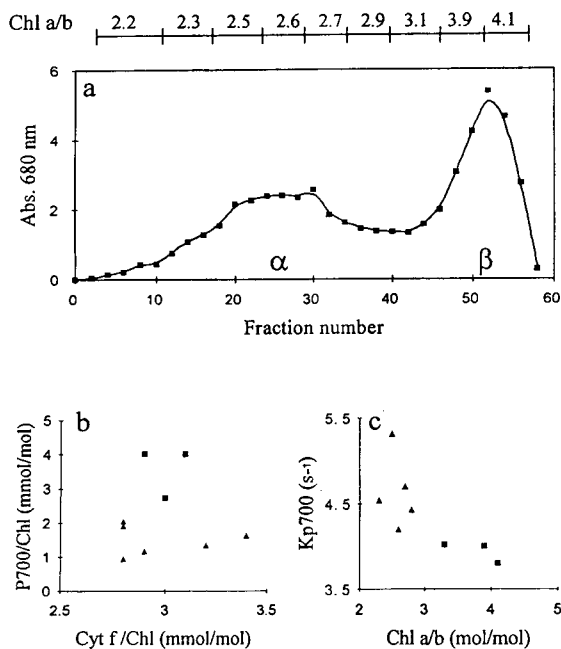 Chl a/b 2.2 2.3 2.5 2.6 2.7 2.9 3.1 3.9 4.1
a
Abs. 680 nm
6
4
2
0
α
β
0 10 20 30 40 50 60
Fraction number
b
P700/Chl (mmol/mol)
5
4
3
2
1
0
2.5 3 3.5
Cyt f /Chl (mmol/mol)
c
Kp700 (s⁻¹)
5.5
4.5
3.5
2 3 4 5
Chl a/b (mol/mol)